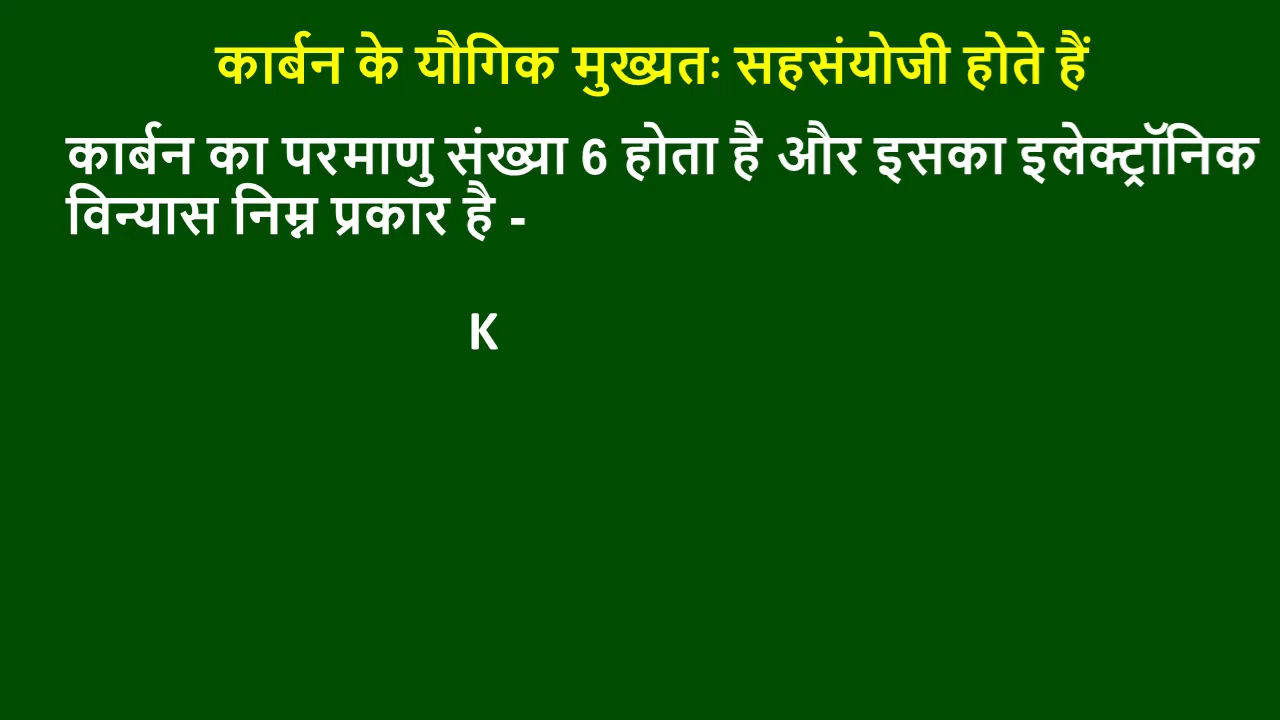 कार्बन के यौगिक मुख्यतः सहसंयोजी होते हैं
कार्बन का परमाणु संख्या 6 होता है और इसका इलेक्ट्रॉनिक
विन्यास निम्न प्रकार है -
K